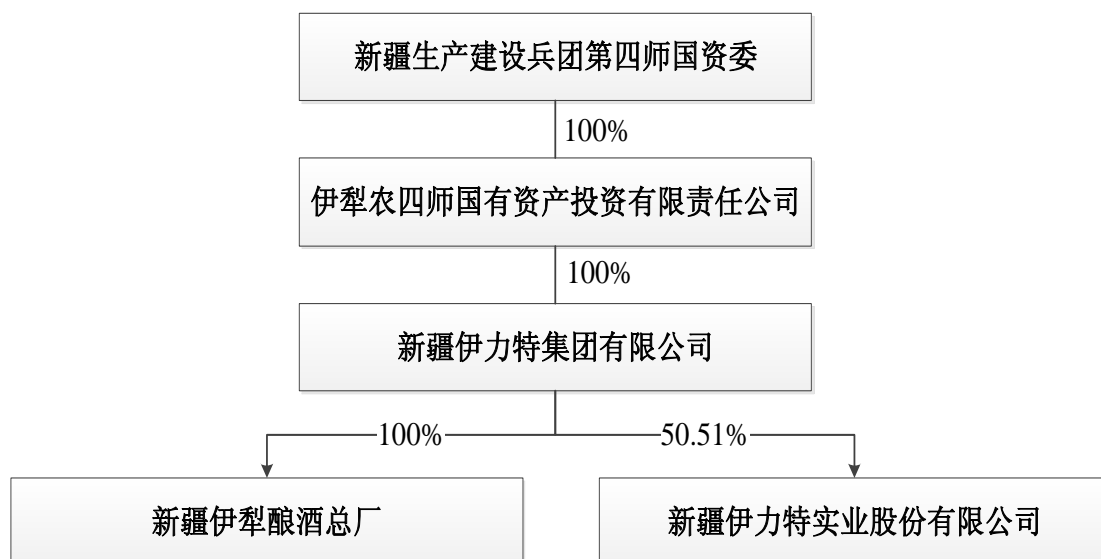 新疆生产建设兵团第四师国资委
100%
伊犁农四师国有资产投资有限责任公司
100%
新疆伊力特集团有限公司
100%
50.51%
新疆伊犁酿酒总厂
新疆伊力特实业股份有限公司